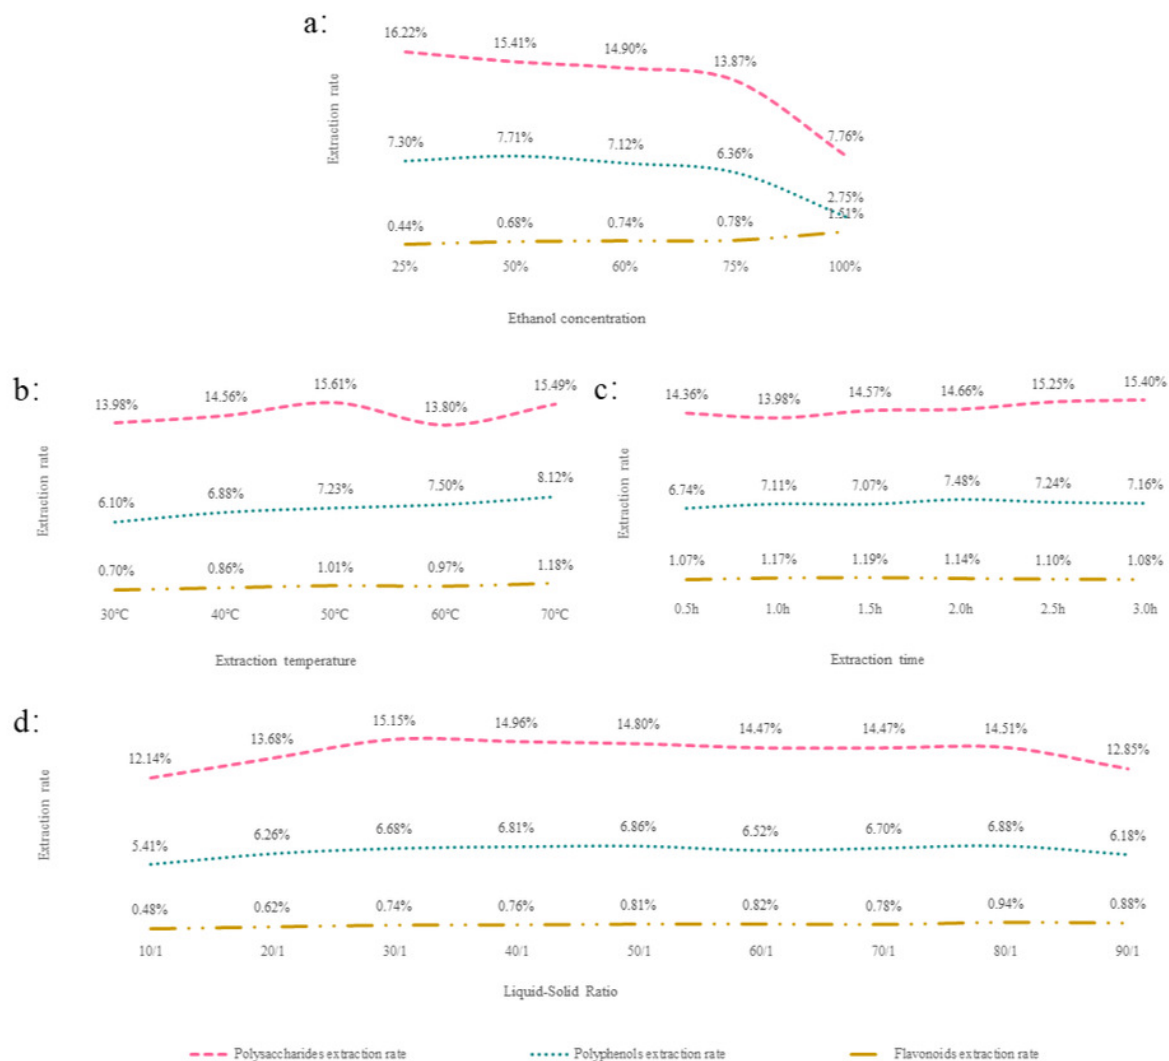 a:
16.22% 15.41% 14.90% 13.87% 7.76%
Extraction rate
7.30% 7.71% 7.12% 6.36% 2.75%
0.44% 0.68% 0.74% 0.78% 1.51%
25% 50% 60% 75% 100%
Ethanol concentration
b:
13.98% 14.56% 15.61% 13.80% 15.49%
Extraction rate
6.10% 6.88% 7.23% 7.50% 8.12%
0.70% 0.86% 1.01% 0.97% 1.18%
30℃ 40℃ 50℃ 60℃ 70℃
Extraction temperature
c:
14.36% 13.98% 14.57% 14.66% 15.25% 15.40%
Extraction rate
6.74% 7.11% 7.07% 7.48% 7.24% 7.16%
1.07% 1.17% 1.19% 1.14% 1.10% 1.08%
0.5h 1.0h 1.5h 2.0h 2.5h 3.0h
Extraction time
d:
12.14% 13.68% 15.15% 14.96% 14.80% 14.47% 14.47% 14.51% 12.85%
Extraction rate
5.41% 6.26% 6.68% 6.81% 6.86% 6.52% 6.70% 6.88% 6.18%
0.48% 0.62% 0.74% 0.76% 0.81% 0.82% 0.78% 0.94% 0.88%
10/1 20/1 30/1 40/1 50/1 60/1 70/1 80/1 90/1
Liquid-Solid Ratio
Polysaccharides extraction rate Polyphenols extraction rate Flavonoids extraction rate